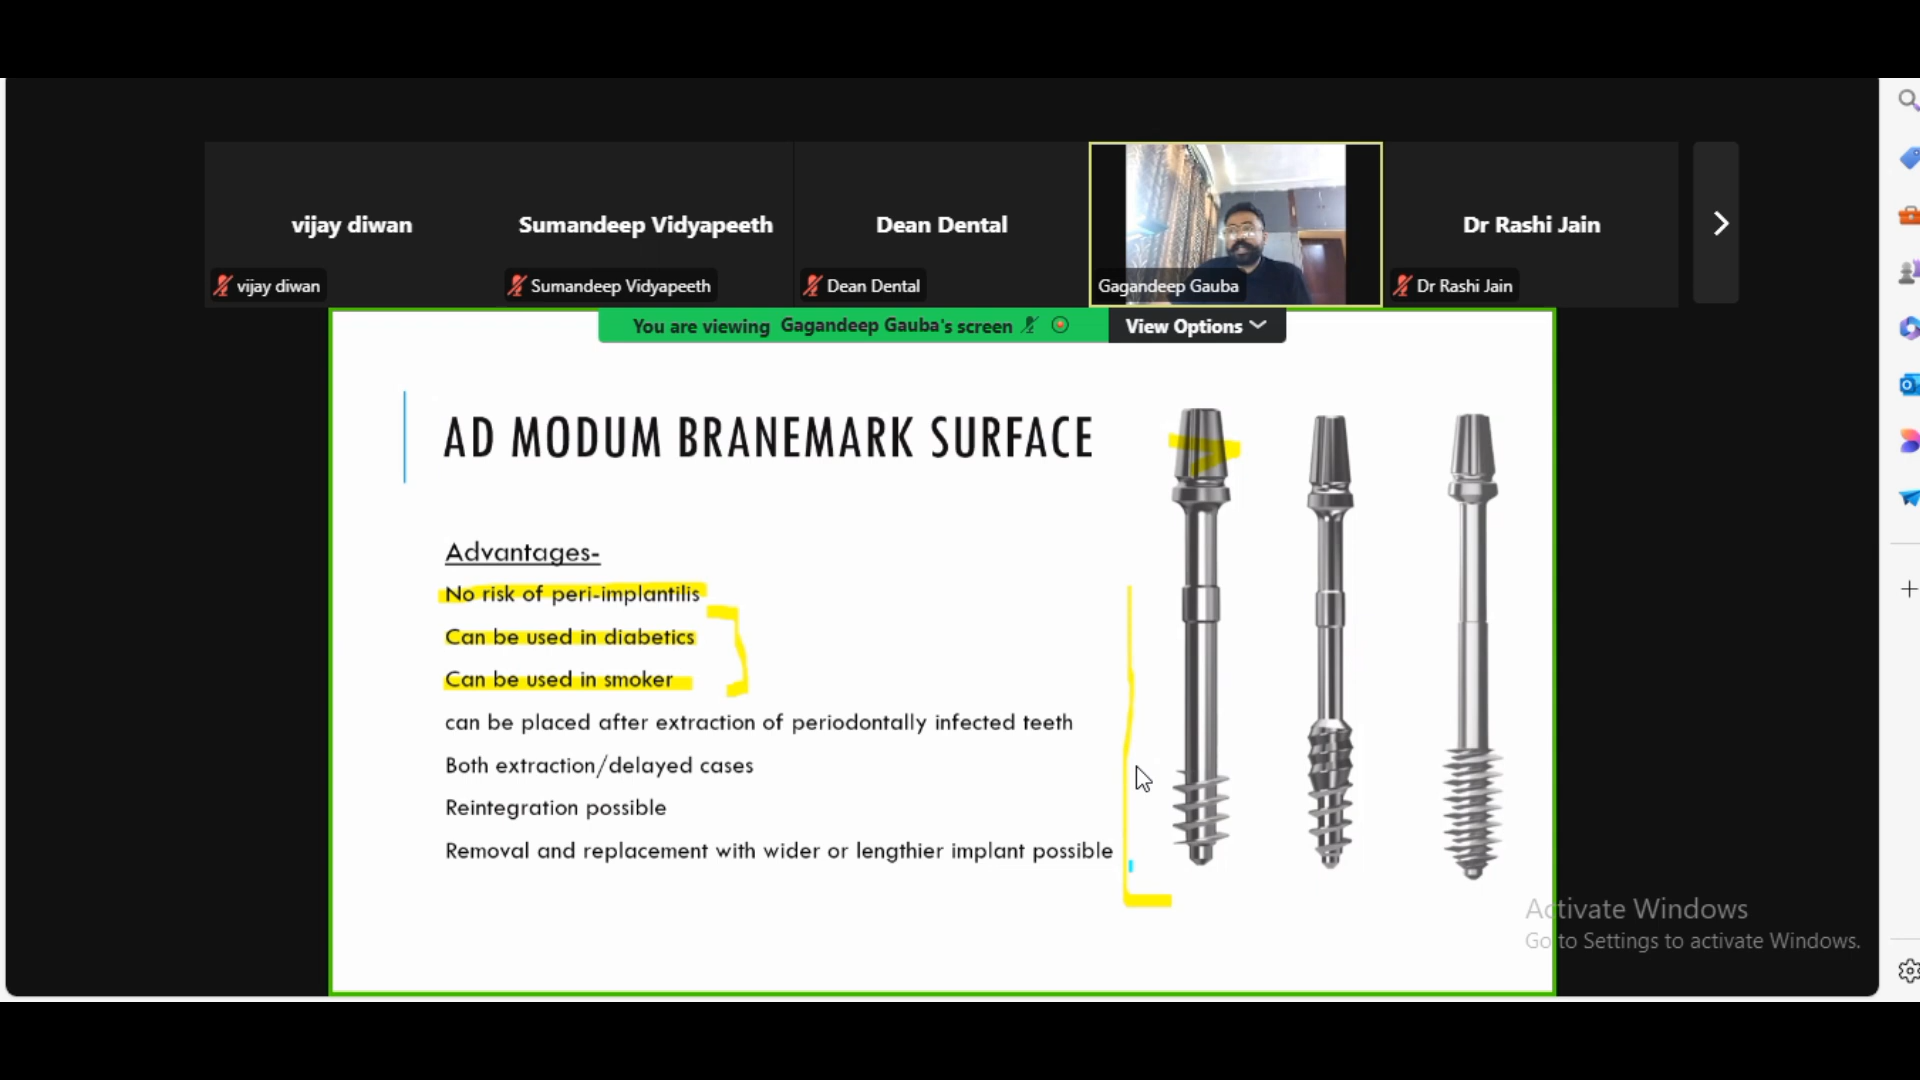 vijay diwan
Sumandeep Vidyapeeth
Dean Dental
Dr Rashi Jain
vijay diwan
Sumandeep Vidyapeeth
Dean Dental
Gagandeep Gauba
Dr Rashi Jain
You are viewing Gagandeep Gauba's screen
View Options
AD MODUM BRANEMARK SURFACE
Advantages-
No risk of peri-implantilis
Can be used in diabetics
Can be used in smoker
can be placed after extraction of periodontally infected teeth
Both extraction/delayed cases
Reintegration possible
Removal and replacement with wider or lengthier implant possible
Activate Windows
Go to Settings to activate Windows.